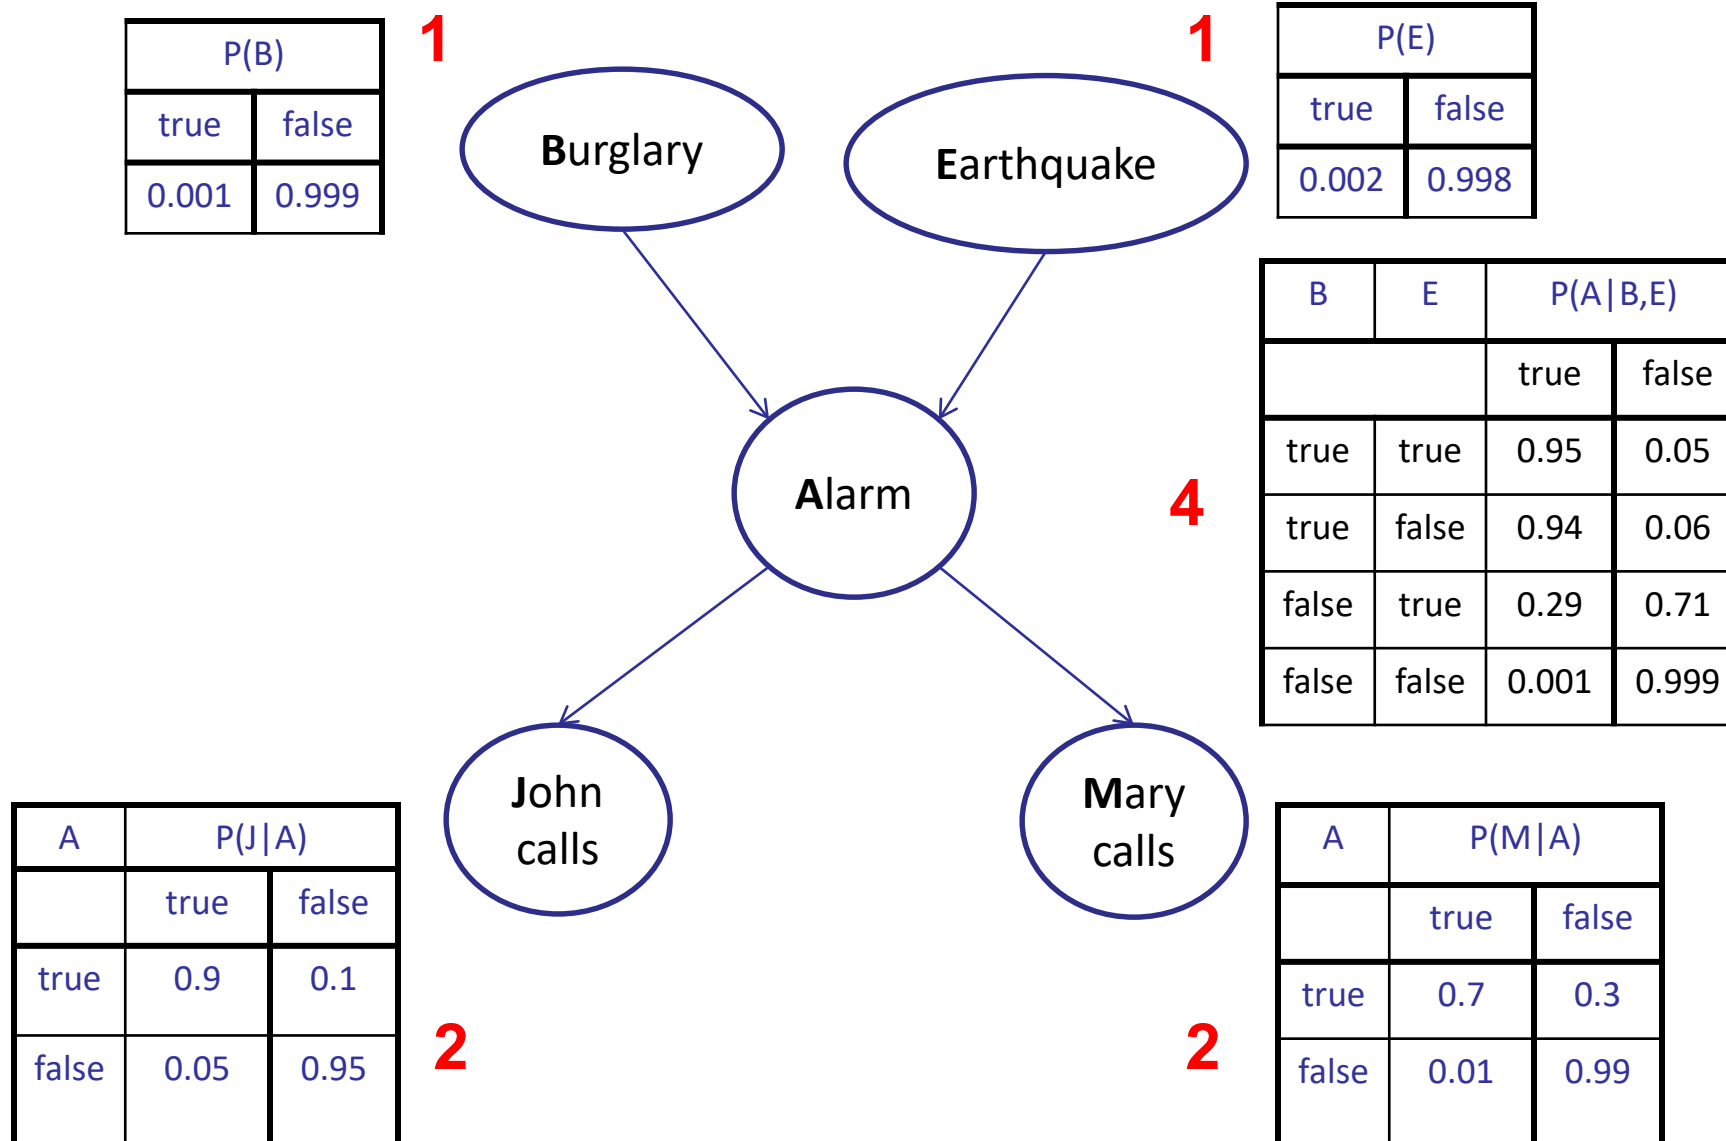 P(B)
true false
0.001 0.999
1
Burglary
1
Earthquake
P(E)
true false
0.002 0.998
B E P(A|B,E)
true false
true true 0.95 0.05
true false 0.94 0.06
false true 0.29 0.71
false false 0.001 0.999
Alarm
4
John
calls
Mary
calls
A P(J|A)
true false
true 0.9 0.1
false 0.05 0.95
2
2
A P(M|A)
true false
true 0.7 0.3
false 0.01 0.99